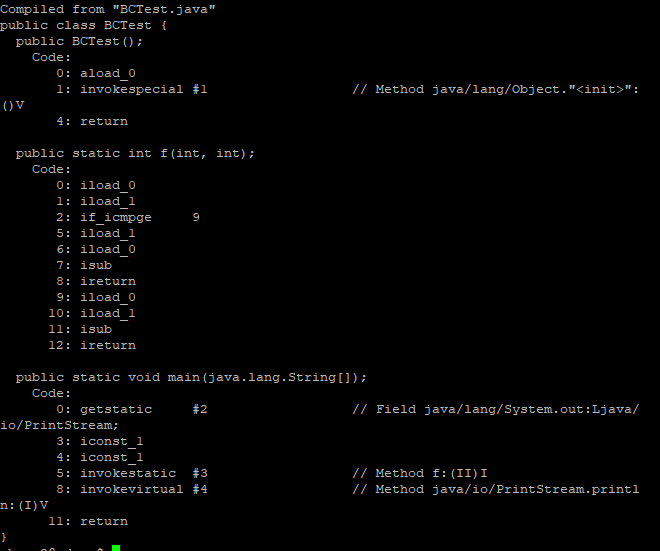 Compiled from "BCTest.java"
public class BCTest {
  public BCTest();
    Code:
       0: aload_0
       1: invokespecial #1                  // Method java/lang/Object."<init>":
()V
       4: return

  public static int f(int, int);
    Code:
       0: iload_0
       1: iload_1
       2: if_icmpge     9
       5: iload_1
       6: iload_0
       7: isub
       8: ireturn
       9: iload_0
      10: iload_1
      11: isub
      12: ireturn

  public static void main(java.lang.String[]);
    Code:
       0: getstatic     #2                  // Field java/lang/System.out:Ljava/
io/PrintStream;
       3: iconst_1
       4: iconst_1
       5: invokestatic  #3                  // Method f:(II)I
       8: invokevirtual #4                  // Method java/io/PrintStream.printl
n:(I)V
      11: return
}